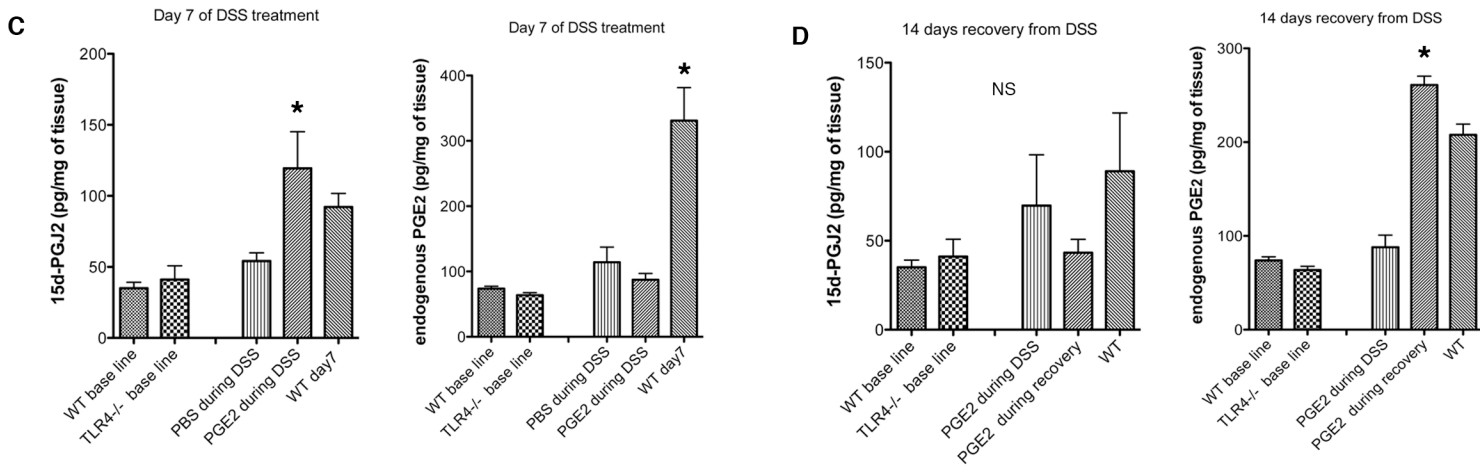 C
Day 7 of DSS treatment
15d-PGJ2 (pg/mg of tissue)
200
150
100
50
0
*
WT base line
TLR4-/- base line
PBS during DSS
PGE2 during DSS
WT day7
Day 7 of DSS treatment
endogenous PGE2 (pg/mg of tissue)
400
300
200
100
0
*
WT base line
TLR4-/- base line
PBS during DSS
PGE2 during DSS
WT day7
D
14 days recovery from DSS
15d-PGJ2 (pg/mg of tissue)
150
100
50
0
NS
WT base line
TLR4-/- base line
PGE2 during DSS
PGE2 during recovery
WT
14 days recovery from DSS
endogenous PGE2 (pg/mg of tissue)
300
200
100
0
*
WT base line
TLR4-/- base line
PGE2 during DSS
PGE2 during recovery
WT